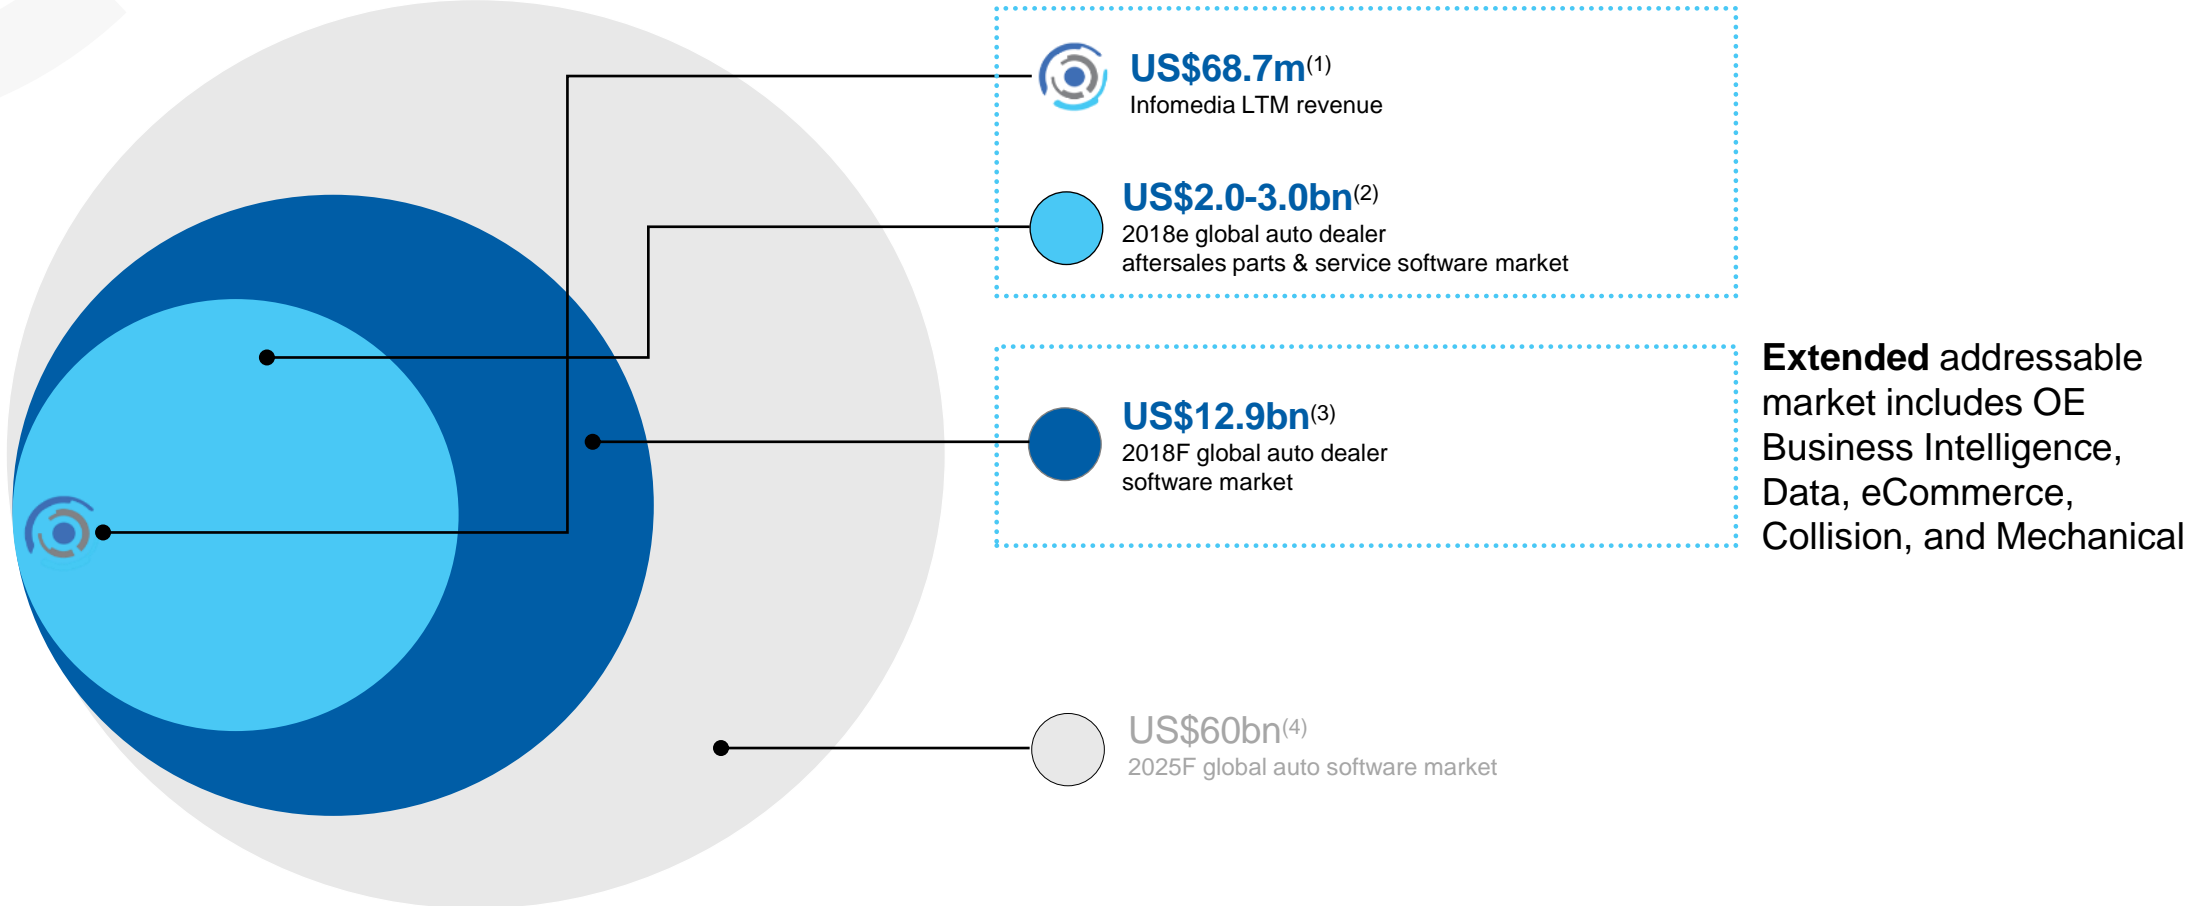 US$68.7m(1)
Infomedia LTM revenue
US$2.0-3.0bn(2)
2018e global auto dealer
aftersales parts & service software market
US$12.9bn(3)
2018F global auto dealer
software market
Extended addressable
market includes OE
Business Intelligence,
Data, eCommerce,
Collision, and Mechanical
US$60bn(4)
2025F global auto software market